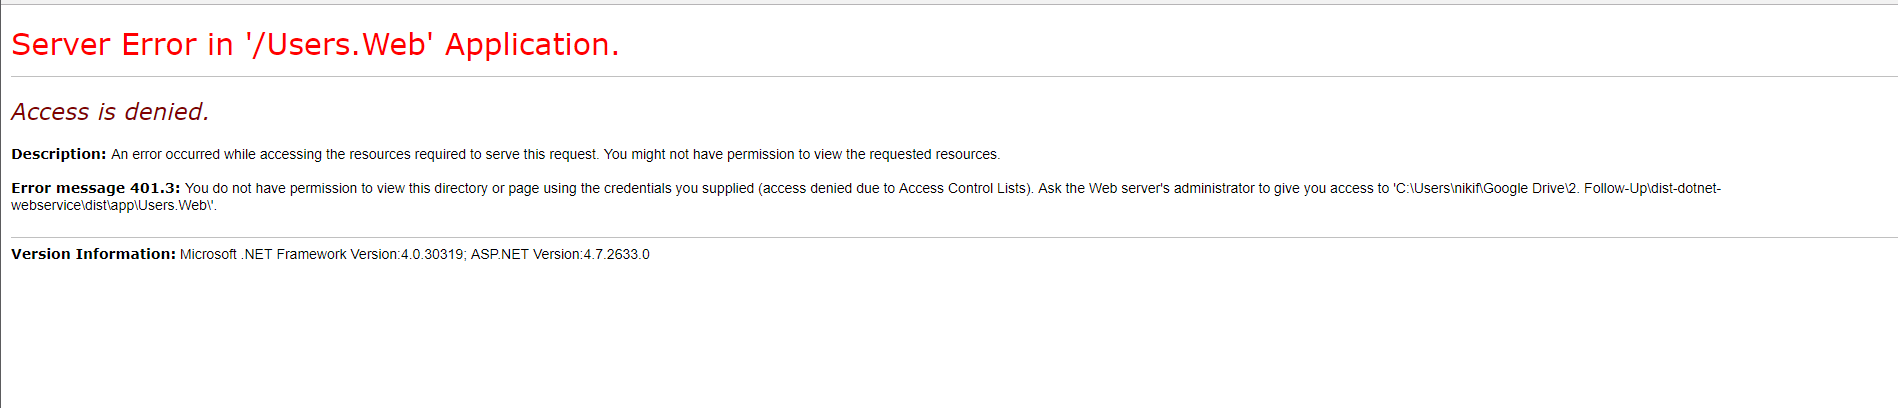 Server Error in '/Users.Web' Application.
Access is denied.
Description: An error occurred while accessing the resources required to serve this request. You might not have permission to view the requested resources.
Error message 401.3: You do not have permission to view this directory or page using the credentials you supplied (access denied due to Access Control Lists). Ask the Web server's administrator to give you access to 'C:\Users\nikif\Google Drive\2. Follow-Up\dist-dotnet-
webservice\dist\app\Users.Web\'.
Version Information: Microsoft .NET Framework Version:4.0.30319; ASP.NET Version:4.7.2633.0